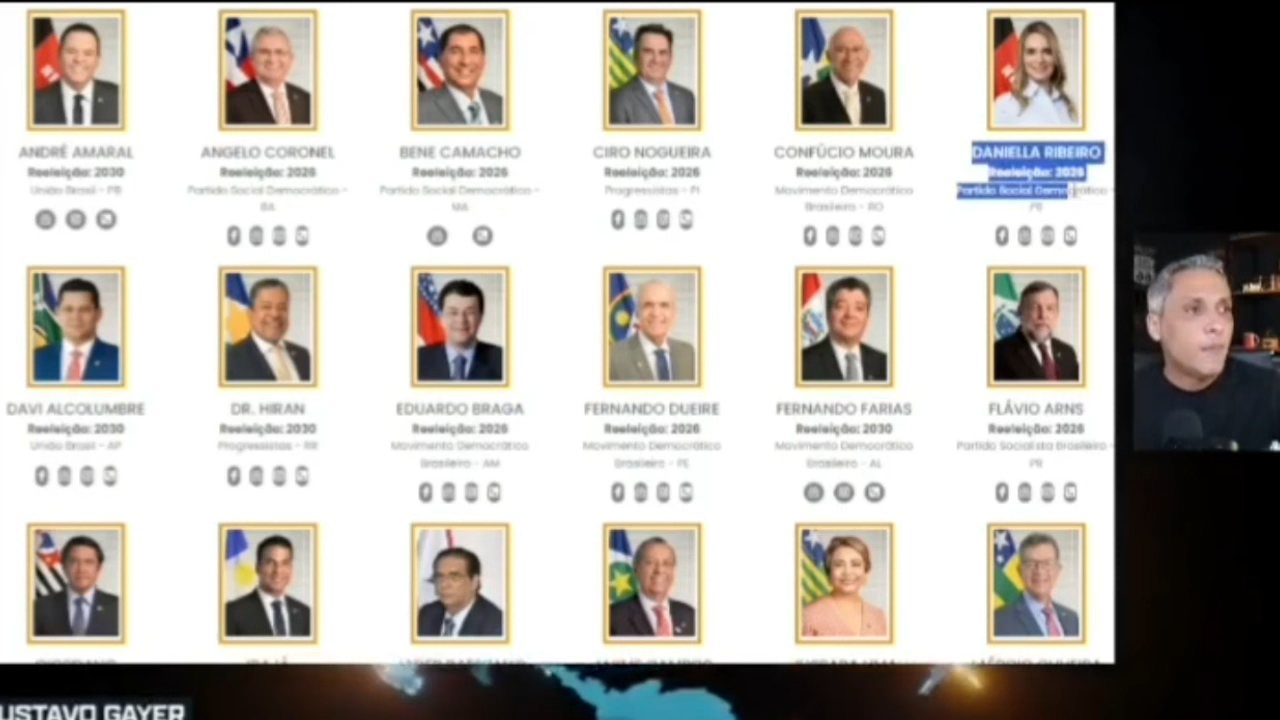 ANDRÉ AMARAL
Reeleição: 2030
União Brasil - PB
ANGELO CORONEL
Reeleição: 2026
Partido Social Democrático -
BA
BENE CAMACHO
Reeleição: 2026
Partido Social Democrático -
MA
CIRO NOGUEIRA
Reeleição: 2026
Progressistas - PI
CONFÚCIO MOURA
Reeleição: 2026
Movimento Democrático
Brasileiro - RO
DANIELLA RIBEIRO
Reeleição: 2026
Partido Social Democrático -
PB
DAVI ALCOLUMBRE
Reeleição: 2030
União Brasil - AP
DR. HIRAN
Reeleição: 2030
Progressistas - RR
EDUARDO BRAGA
Reeleição: 2026
Movimento Democrático
Brasileiro - AM
FERNANDO DUEIRE
Reeleição: 2026
Movimento Democrático
Brasileiro - PE
FERNANDO FARIAS
Reeleição: 2030
Movimento Democrático
Brasileiro - AL
FLÁVIO ARNS
Reeleição: 2026
Partido Socialista Brasileiro -
PR
USTAVO GAYER